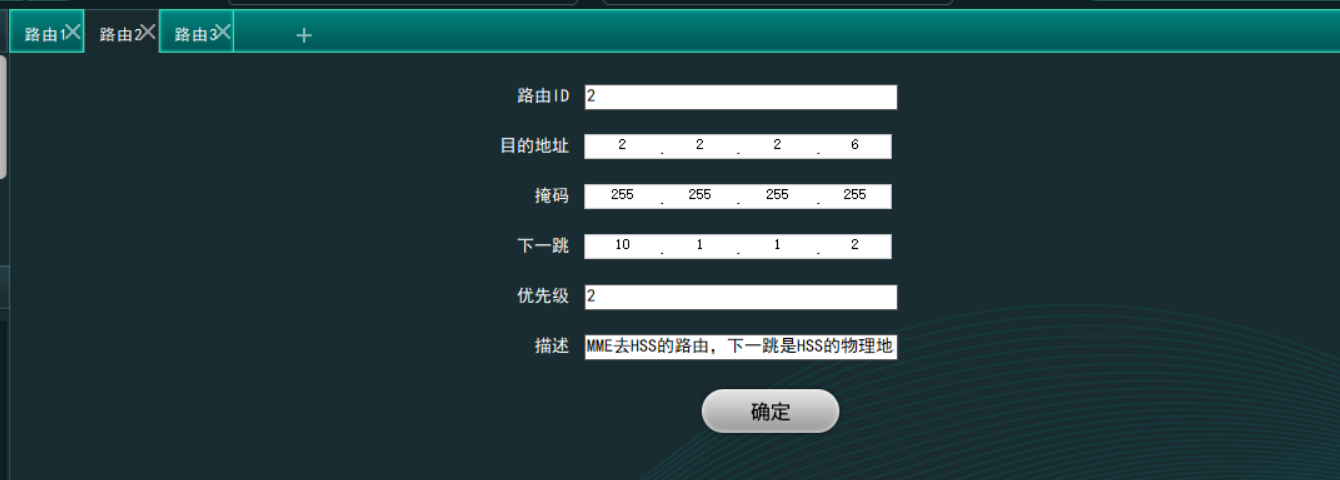 路由1 路由2 路由3 +
路由ID 2
目的地址 2 . 2 . 2 . 6
掩码 255 . 255 . 255 . 255
下一跳 10 . 1 . 1 . 2
优先级 2
描述 MME去HSS的路由，下一跳是HSS的物理地
确定